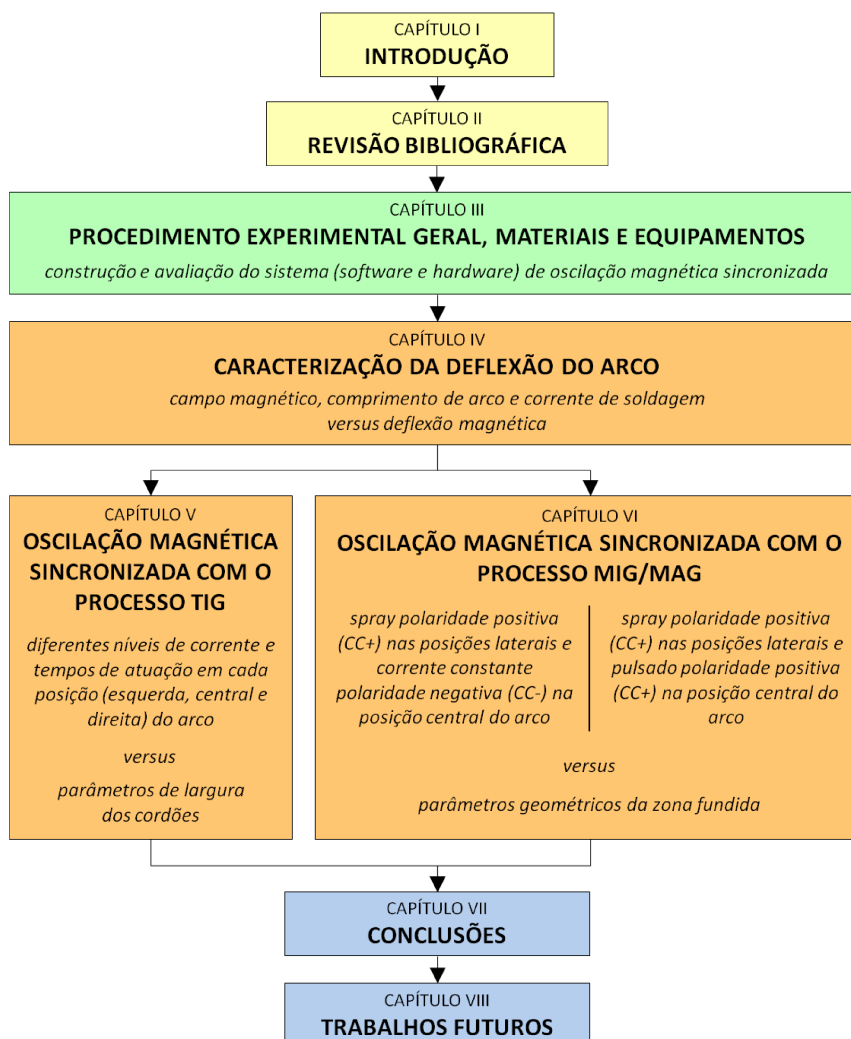 CAPÍTULO I
INTRODUÇÃO
CAPÍTULO II
REVISÃO BIBLIOGRÁFICA
CAPÍTULO III
PROCEDIMENTO EXPERIMENTAL GERAL, MATERIAIS E EQUIPAMENTOS
construção e avaliação do sistema (software e hardware) de oscilação magnética sincronizada
CAPÍTULO IV
CARACTERIZAÇÃO DA DEFLEXÃO DO ARCO
campo magnético, comprimento de arco e corrente de soldagem
versus deflexão magnética
CAPÍTULO V
OSCILAÇÃO MAGNÉTICA
SINCRONIZADA COM O
PROCESSO TIG
diferentes níveis de corrente e
tempos de atuação em cada
posição (esquerda, central e
direita) do arco
versus
parâmetros de largura
dos cordões
CAPÍTULO VI
OSCILAÇÃO MAGNÉTICA SINCRONIZADA COM O
PROCESSO MIG/MAG
spray polaridade positiva
(CC+) nas posições laterais e
corrente constante
polaridade negativa (CC-) na
posição central do arco
spray polaridade positiva
(CC+) nas posições laterais e
pulsado polaridade positiva
(CC+) na posição central do
arco
versus
parâmetros geométricos da zona fundida
CAPÍTULO VII
CONCLUSÕES
CAPÍTULO VIII
TRABALHOS FUTUROS